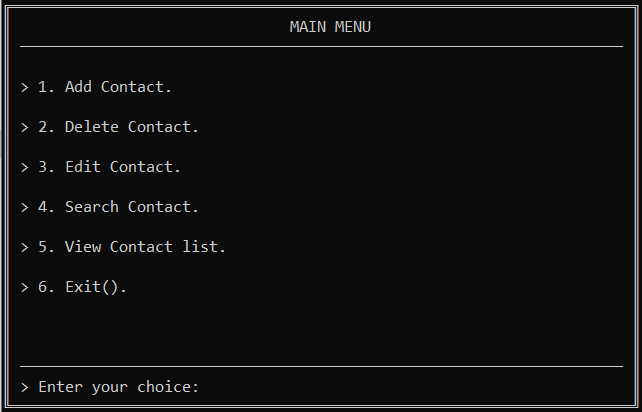 MAIN MENU
> 1. Add Contact.
> 2. Delete Contact.
> 3. Edit Contact.
> 4. Search Contact.
> 5. View Contact list.
> 6. Exit().
> Enter your choice: